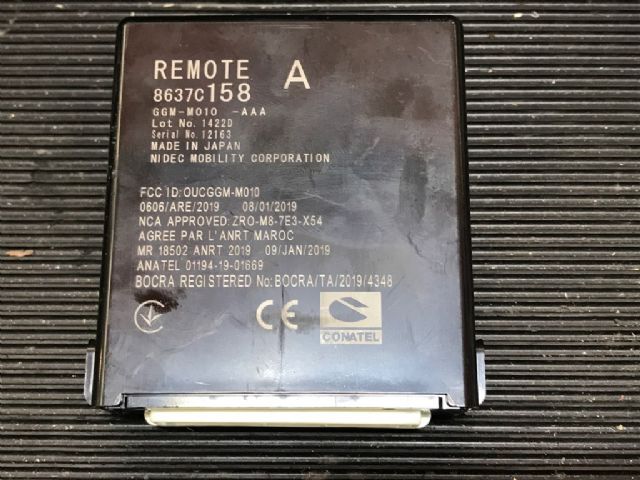 REMOTE A
8637C158
GGM-M010 -AAA
Lot No. 1422D
Serial No. 12163
MADE IN JAPAN
NIDEC MOBILITY CORPORATION
FCC ID:OUCGGM-M010
0606/ARE/2019 08/01/2019
NCA APPROVED:ZRO-M8-7E3-X54
AGREE PAR L'ANRT MAROC
MR 18502 ANRT 2019 09/JAN/2019
ANATEL 01194-19-01669
BOCRA REGISTERED No:BOCRA/TA/2019/4348
CE
CONATEL